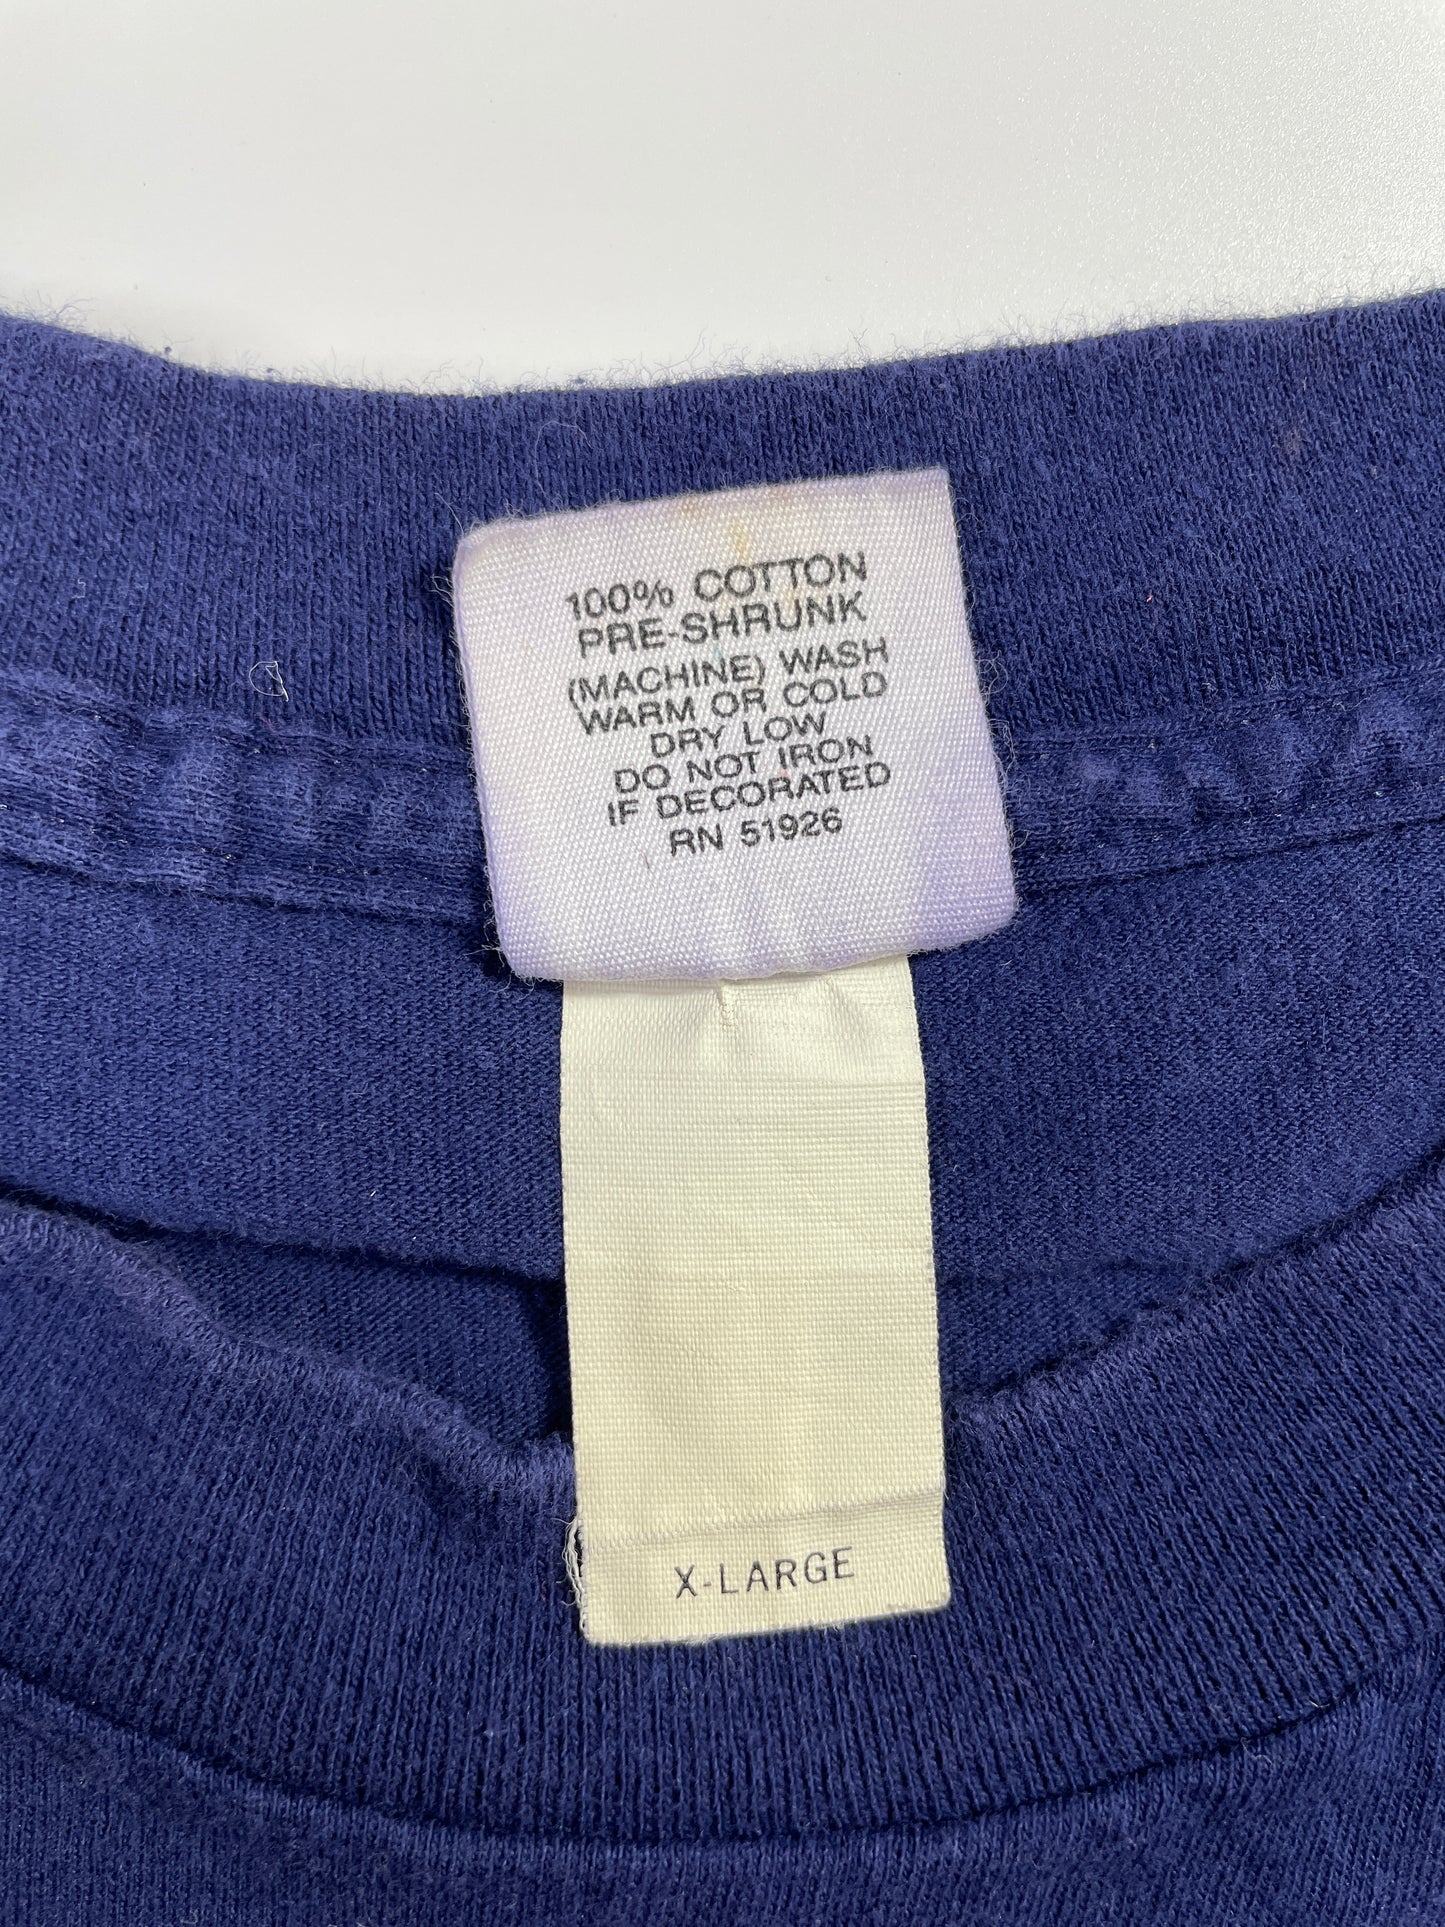 100% COTTON
PRE-SHRUNK
(MACHINE) WASH
WARM OR COLD
DRY LOW
DO NOT IRON
IF DECORATED
RN 51926
X-LARGE